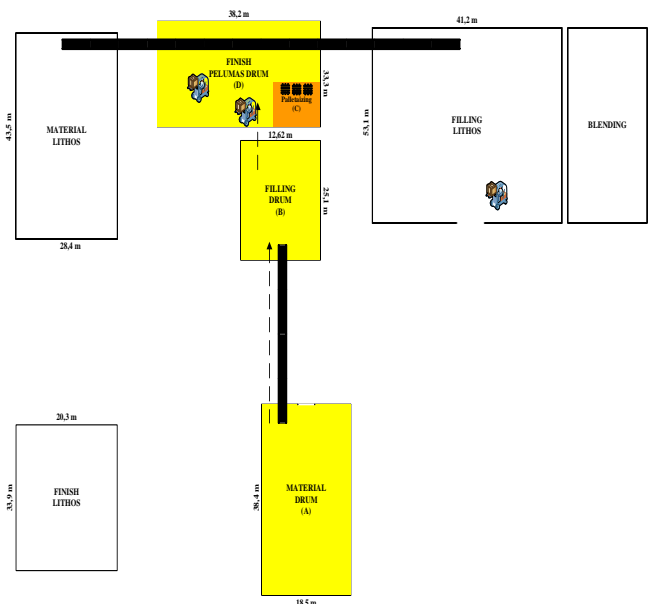 38,2 m
41,2 m
FINISH
PELUMAS DRUM
(D)
33,3 m
Palletaizing
(C)
43,5 m
MATERIAL
LITHOS
28,4 m
53,1 m
FILLING
LITHOS
BLENDING
12,62 m
FILLING
DRUM
(B)
25,1 m
20,3 m
33,9 m
FINISH
LITHOS
38,4 m
MATERIAL
DRUM
(A)
18,5 m